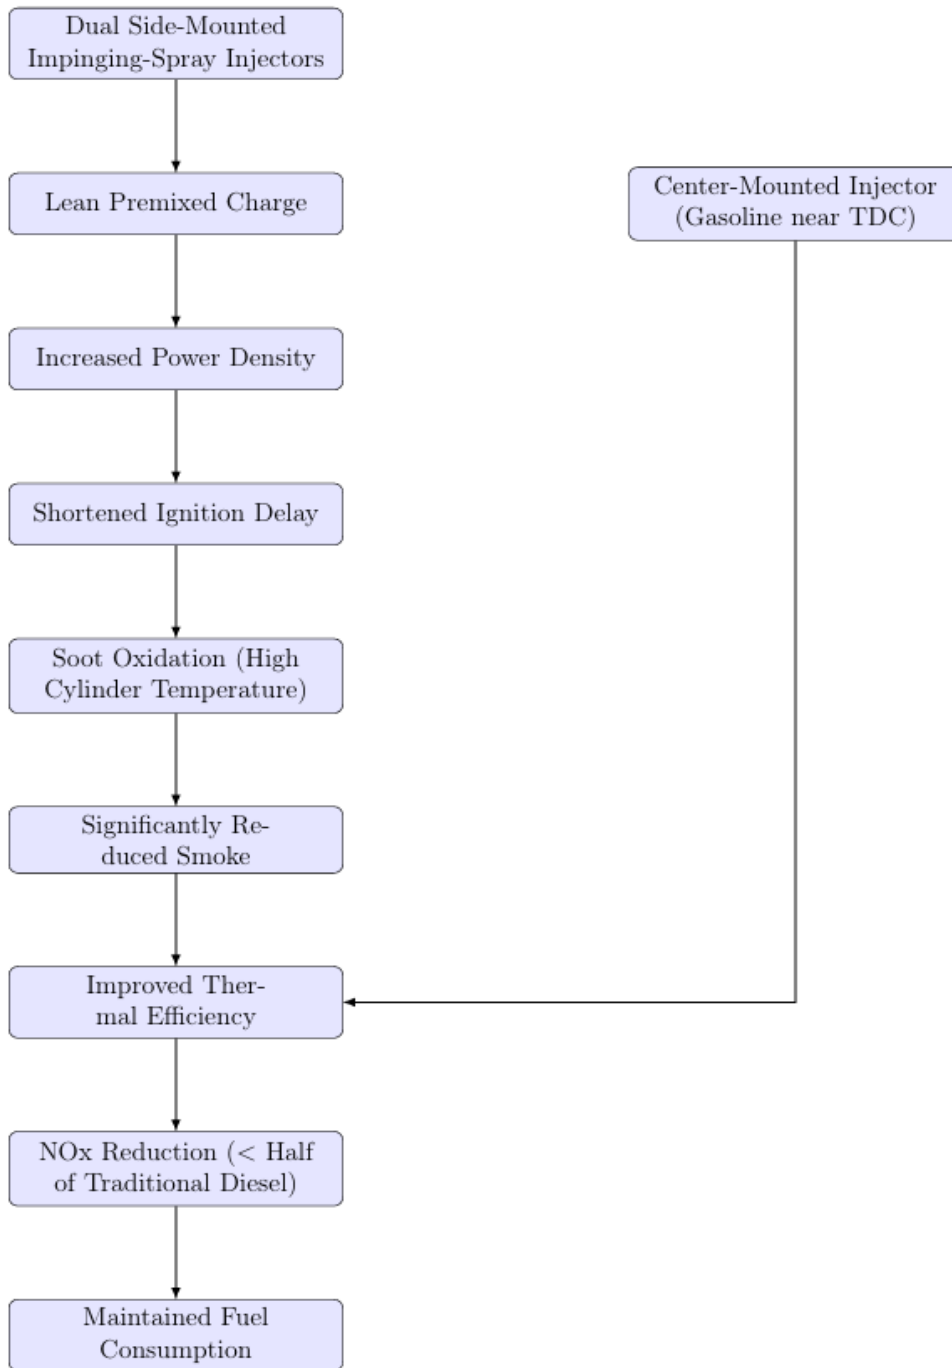 Dual Side-Mounted
Impinging-Spray Injectors
Lean Premixed Charge
Center-Mounted Injector
(Gasoline near TDC)
Increased Power Density
Shortened Ignition Delay
Soot Oxidation (High
Cylinder Temperature)
Significantly Re-
duced Smoke
Improved Ther-
mal Efficiency
NOx Reduction (< Half
of Traditional Diesel)
Maintained Fuel
Consumption